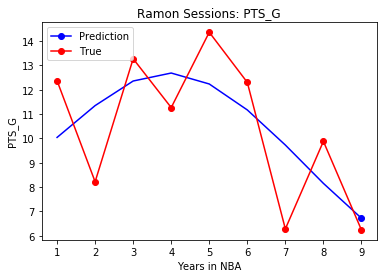 Ramon Sessions: PTS_G
Prediction
True
PTS_G
14
13
12
11
10
9
8
7
6
1 2 3 4 5 6 7 8 9
Years in NBA